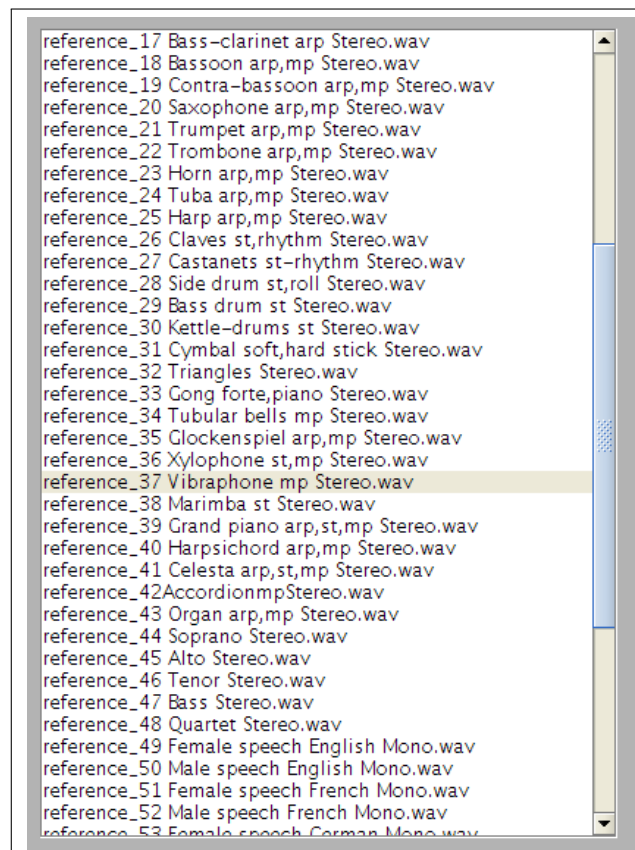 reference_17 Bass-clarinet arp Stereo.wav
reference_18 Bassoon arp,mp Stereo.wav
reference_19 Contra-bassoon arp,mp Stereo.wav
reference_20 Saxophone arp,mp Stereo.wav
reference_21 Trumpet arp,mp Stereo.wav
reference_22 Trombone arp,mp Stereo.wav
reference_23 Horn arp,mp Stereo.wav
reference_24 Tuba arp,mp Stereo.wav
reference_25 Harp arp,mp Stereo.wav
reference_26 Claves st,rhythm Stereo.wav
reference_27 Castanets st-rhythm Stereo.wav
reference_28 Side drum st,roll Stereo.wav
reference_29 Bass drum st Stereo.wav
reference_30 Kettle-drums st Stereo.wav
reference_31 Cymbal soft,hard stick Stereo.wav
reference_32 Triangles Stereo.wav
reference_33 Gong forte,piano Stereo.wav
reference_34 Tubular bells mp Stereo.wav
reference_35 Glockenspiel arp,mp Stereo.wav
reference_36 Xylophone st,mp Stereo.wav
reference_37 Vibraphone mp Stereo.wav
reference_38 Marimba st Stereo.wav
reference_39 Grand piano arp,st,mp Stereo.wav
reference_40 Harpsichord arp,mp Stereo.wav
reference_41 Celesta arp,st,mp Stereo.wav
reference_42AccordionmpStereo.wav
reference_43 Organ arp,mp Stereo.wav
reference_44 Soprano Stereo.wav
reference_45 Alto Stereo.wav
reference_46 Tenor Stereo.wav
reference_47 Bass Stereo.wav
reference_48 Quartet Stereo.wav
reference_49 Female speech English Mono.wav
reference_50 Male speech English Mono.wav
reference_51 Female speech French Mono.wav
reference_52 Male speech French Mono.wav
reference_53 Female speech German Mono.wav